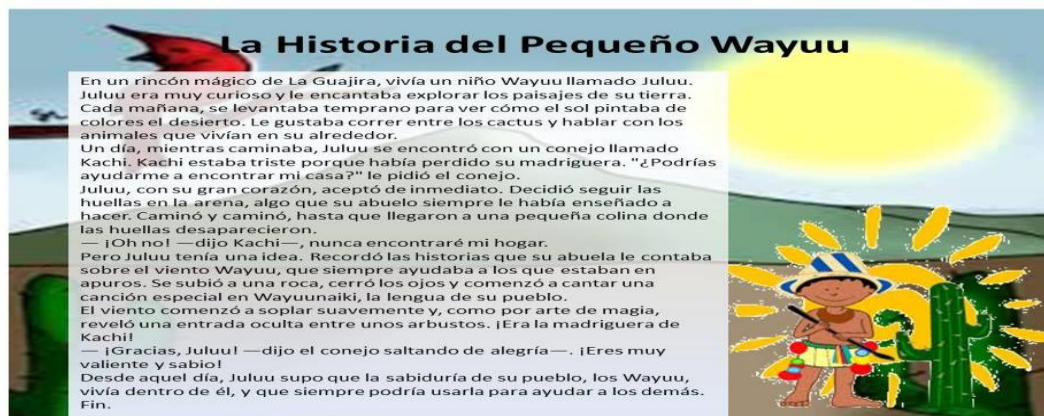 La Historia del Pequeño Wayuu
En un rincón mágico de La Guajira, vivía un niño Wayuu llamado Juluu.
Juluu era muy curioso y le encantaba explorar los paisajes de su tierra.
Cada mañana, se levantaba temprano para ver cómo el sol pintaba de
colores el desierto. Le gustaba correr entre los cactus y hablar con los
animales que vivían en su alrededor.
Un día, mientras caminaba, Juluu se encontró con un conejo llamado
Kachi. Kachi estaba triste porque había perdido su madriguera. "¿Podrías
ayudarme a encontrar mi casa?" le pidió el conejo.
Juluu, con su gran corazón, aceptó de inmediato. Decidió seguir las
huellas en la arena, algo que su abuelo siempre le había enseñado a
hacer. Caminó y caminó, hasta que llegaron a una pequeña colina donde
las huellas desaparecieron.
— ¡Oh no! —dijo Kachi—, nunca encontraré mi hogar.
Pero Juluu tenía una idea. Recordó las historias que su abuela le contaba
sobre el viento Wayuu, que siempre ayudaba a los que estaban en
apuros. Se subió a una roca, cerró los ojos y comenzó a cantar una
canción especial en Wayuunaiki, la lengua de su pueblo.
El viento comenzó a soplar suavemente y, como por arte de magia,
reveló una entrada oculta entre unos arbustos. ¡Era la madriguera de
Kachi!
— ¡Gracias, Juluu! —dijo el conejo saltando de alegría—. ¡Eres muy
valiente y sabio!
Desde aquel día, Juluu supo que la sabiduría de su pueblo, los Wayuu,
vivía dentro de él, y que siempre podría usarla para ayudar a los demás.
Fin.